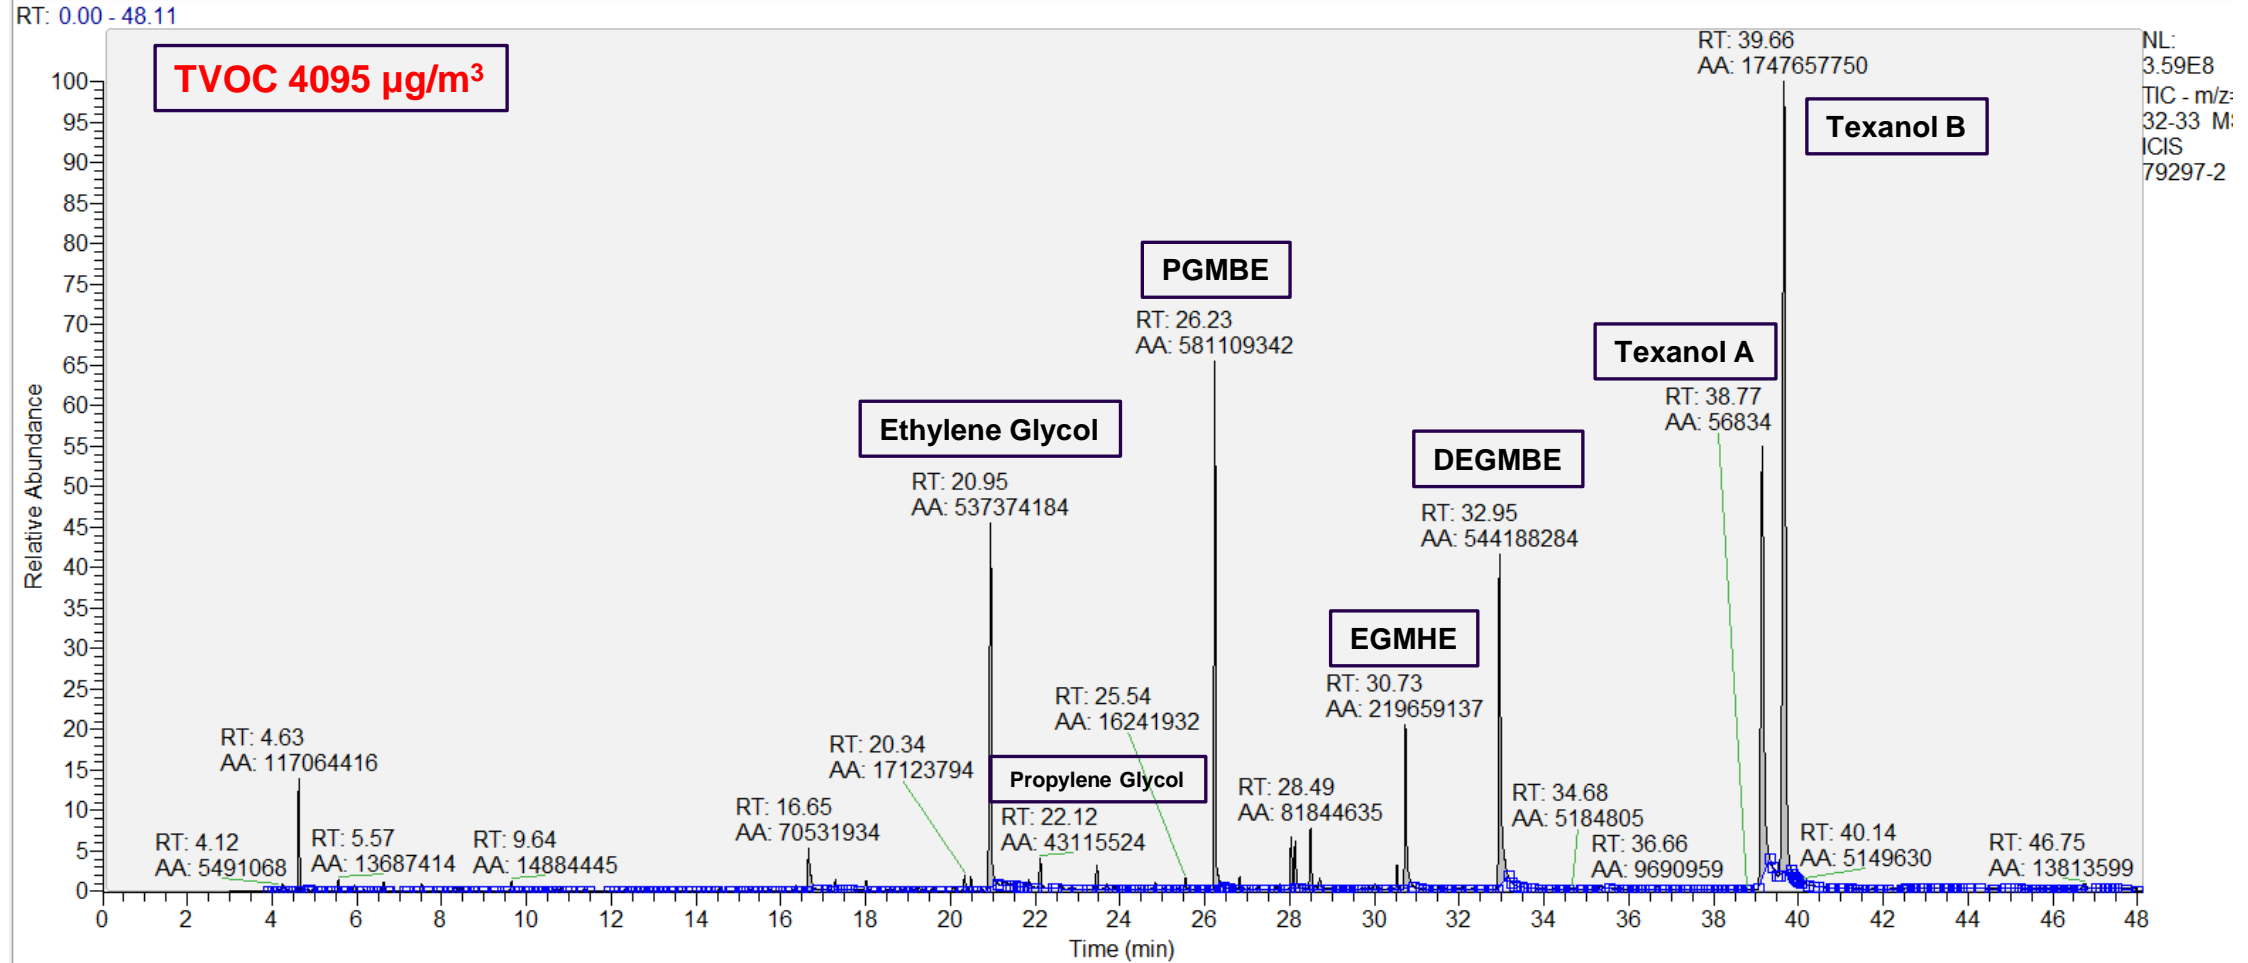 RT: 0.00 - 48.11
TVOC 4095 µg/m³
NL:
3.59E8
TIC - m/z=
32-33
ICIS
79297-2
RT: 39.66
AA: 1747657750
Texanol B
PGMBE
RT: 26.23
AA: 581109342
Texanol A
RT: 38.77
AA: 56834
Ethylene Glycol
RT: 20.95
AA: 537374184
DEGMBE
RT: 32.95
AA: 544188284
EGMHE
RT: 30.73
AA: 219659137
RT: 25.54
AA: 16241932
RT: 4.63
AA: 117064416
RT: 20.34
AA: 17123794
Propylene Glycol
RT: 22.12
AA: 43115524
RT: 28.49
AA: 81844635
RT: 16.65
AA: 70531934
RT: 34.68
AA: 5184805
RT: 4.12
AA: 5491068
RT: 5.57
AA: 13687414
RT: 9.64
AA: 14884445
RT: 36.66
AA: 9690959
RT: 40.14
AA: 5149630
RT: 46.75
AA: 13813599
Relative Abundance
100
95
90
85
80
75
70
65
60
55
50
45
40
35
30
25
20
15
10
5
0
0 2 4 6 8 10 12 14 16 18 20 22 24 26 28 30 32 34 36 38 40 42 44 46 48
Time (min)